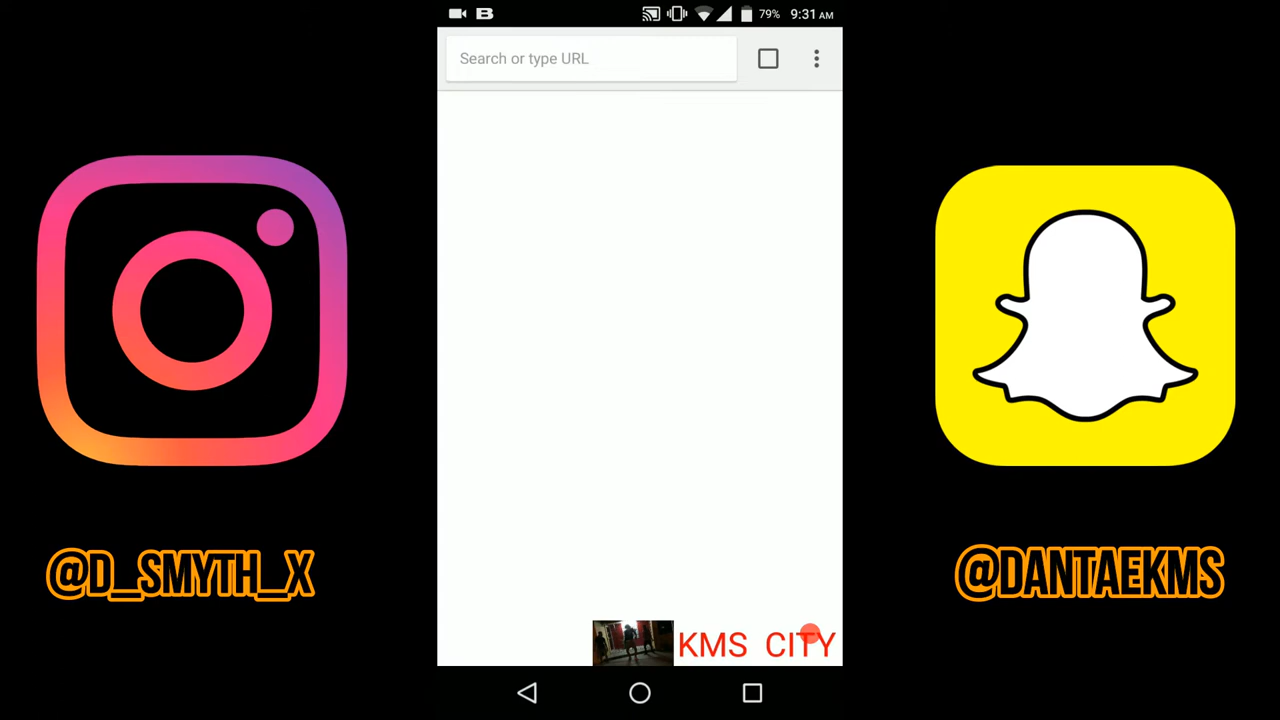 79% 9:31 AM
Search or type URL
@D_SMYTH_X
@DANTAEKMS
KMS CITY